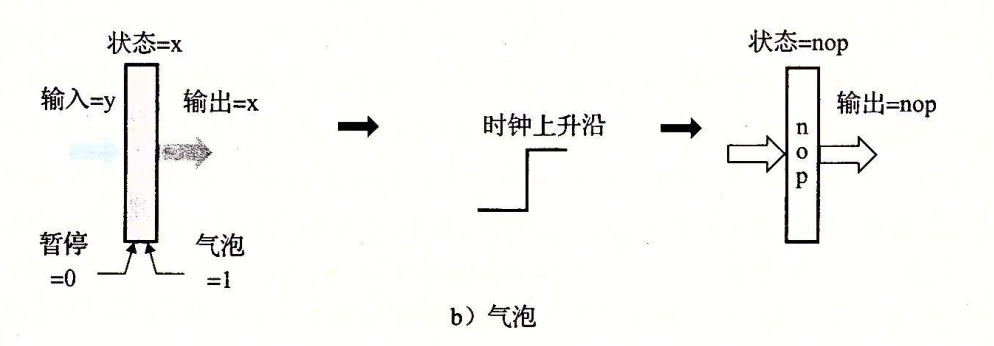 状态=x
输入=y
输出=x
暂停
=0
气泡
=1
时钟上升沿
状态=nop
输出=nop
n
o
p
b）气泡